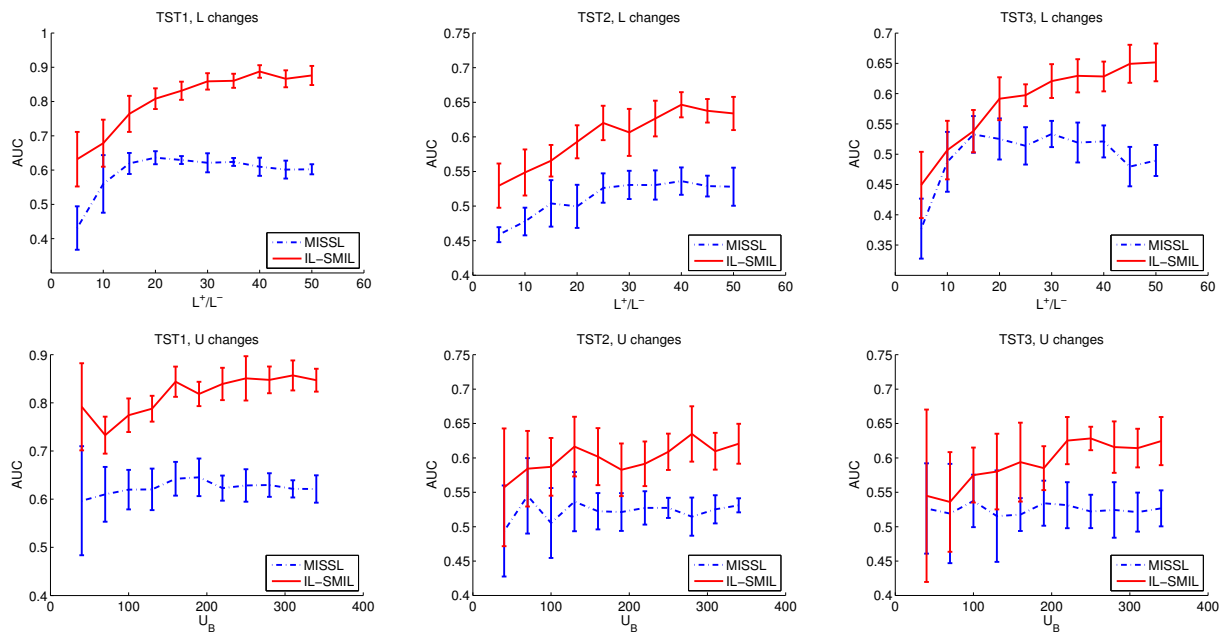 TST1, L changes
1
0.9
0.8
0.7
0.6
0.5
0.4
AUC
0 10 20 30 40 50 60
L⁺/L⁻
MISSL
IL−SMIL
TST2, L changes
0.75
0.7
0.65
0.6
0.55
0.5
0.45
0.4
AUC
0 10 20 30 40 50 60
L⁺/L⁻
MISSL
IL−SMIL
TST3, L changes
0.7
0.65
0.6
0.55
0.5
0.45
0.4
0.35
AUC
0 10 20 30 40 50 60
L⁺/L⁻
MISSL
IL−SMIL
TST1, U changes
0.9
0.8
0.7
0.6
0.5
0.4
AUC
0 100 200 300 400
U_B
MISSL
IL−SMIL
TST2, U changes
0.75
0.7
0.65
0.6
0.55
0.5
0.45
0.4
AUC
0 100 200 300 400
U_B
MISSL
IL−SMIL
TST3, U changes
0.75
0.7
0.65
0.6
0.55
0.5
0.45
0.4
AUC
0 100 200 300 400
U_B
MISSL
IL−SMIL